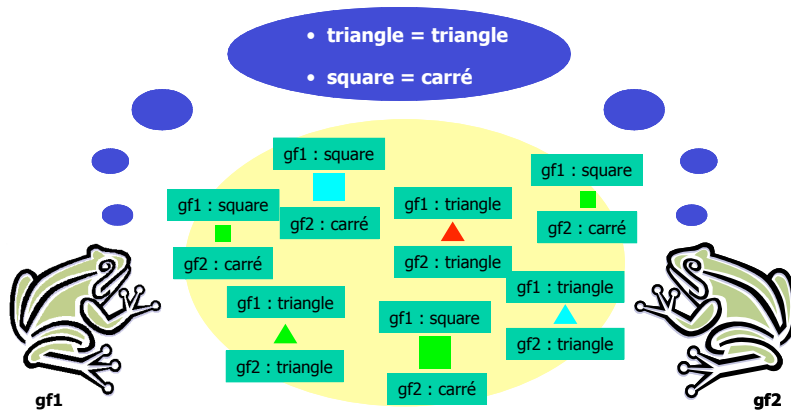 • triangle = triangle
• square = carré
gf1 : square
gf2 : carré
gf1 : square
gf2 : carré
gf1 : triangle
gf2 : triangle
gf1 : square
gf2 : carré
gf1 : triangle
gf2 : triangle
gf1 : square
gf2 : carré
gf1 : triangle
gf2 : triangle
gf1
gf2